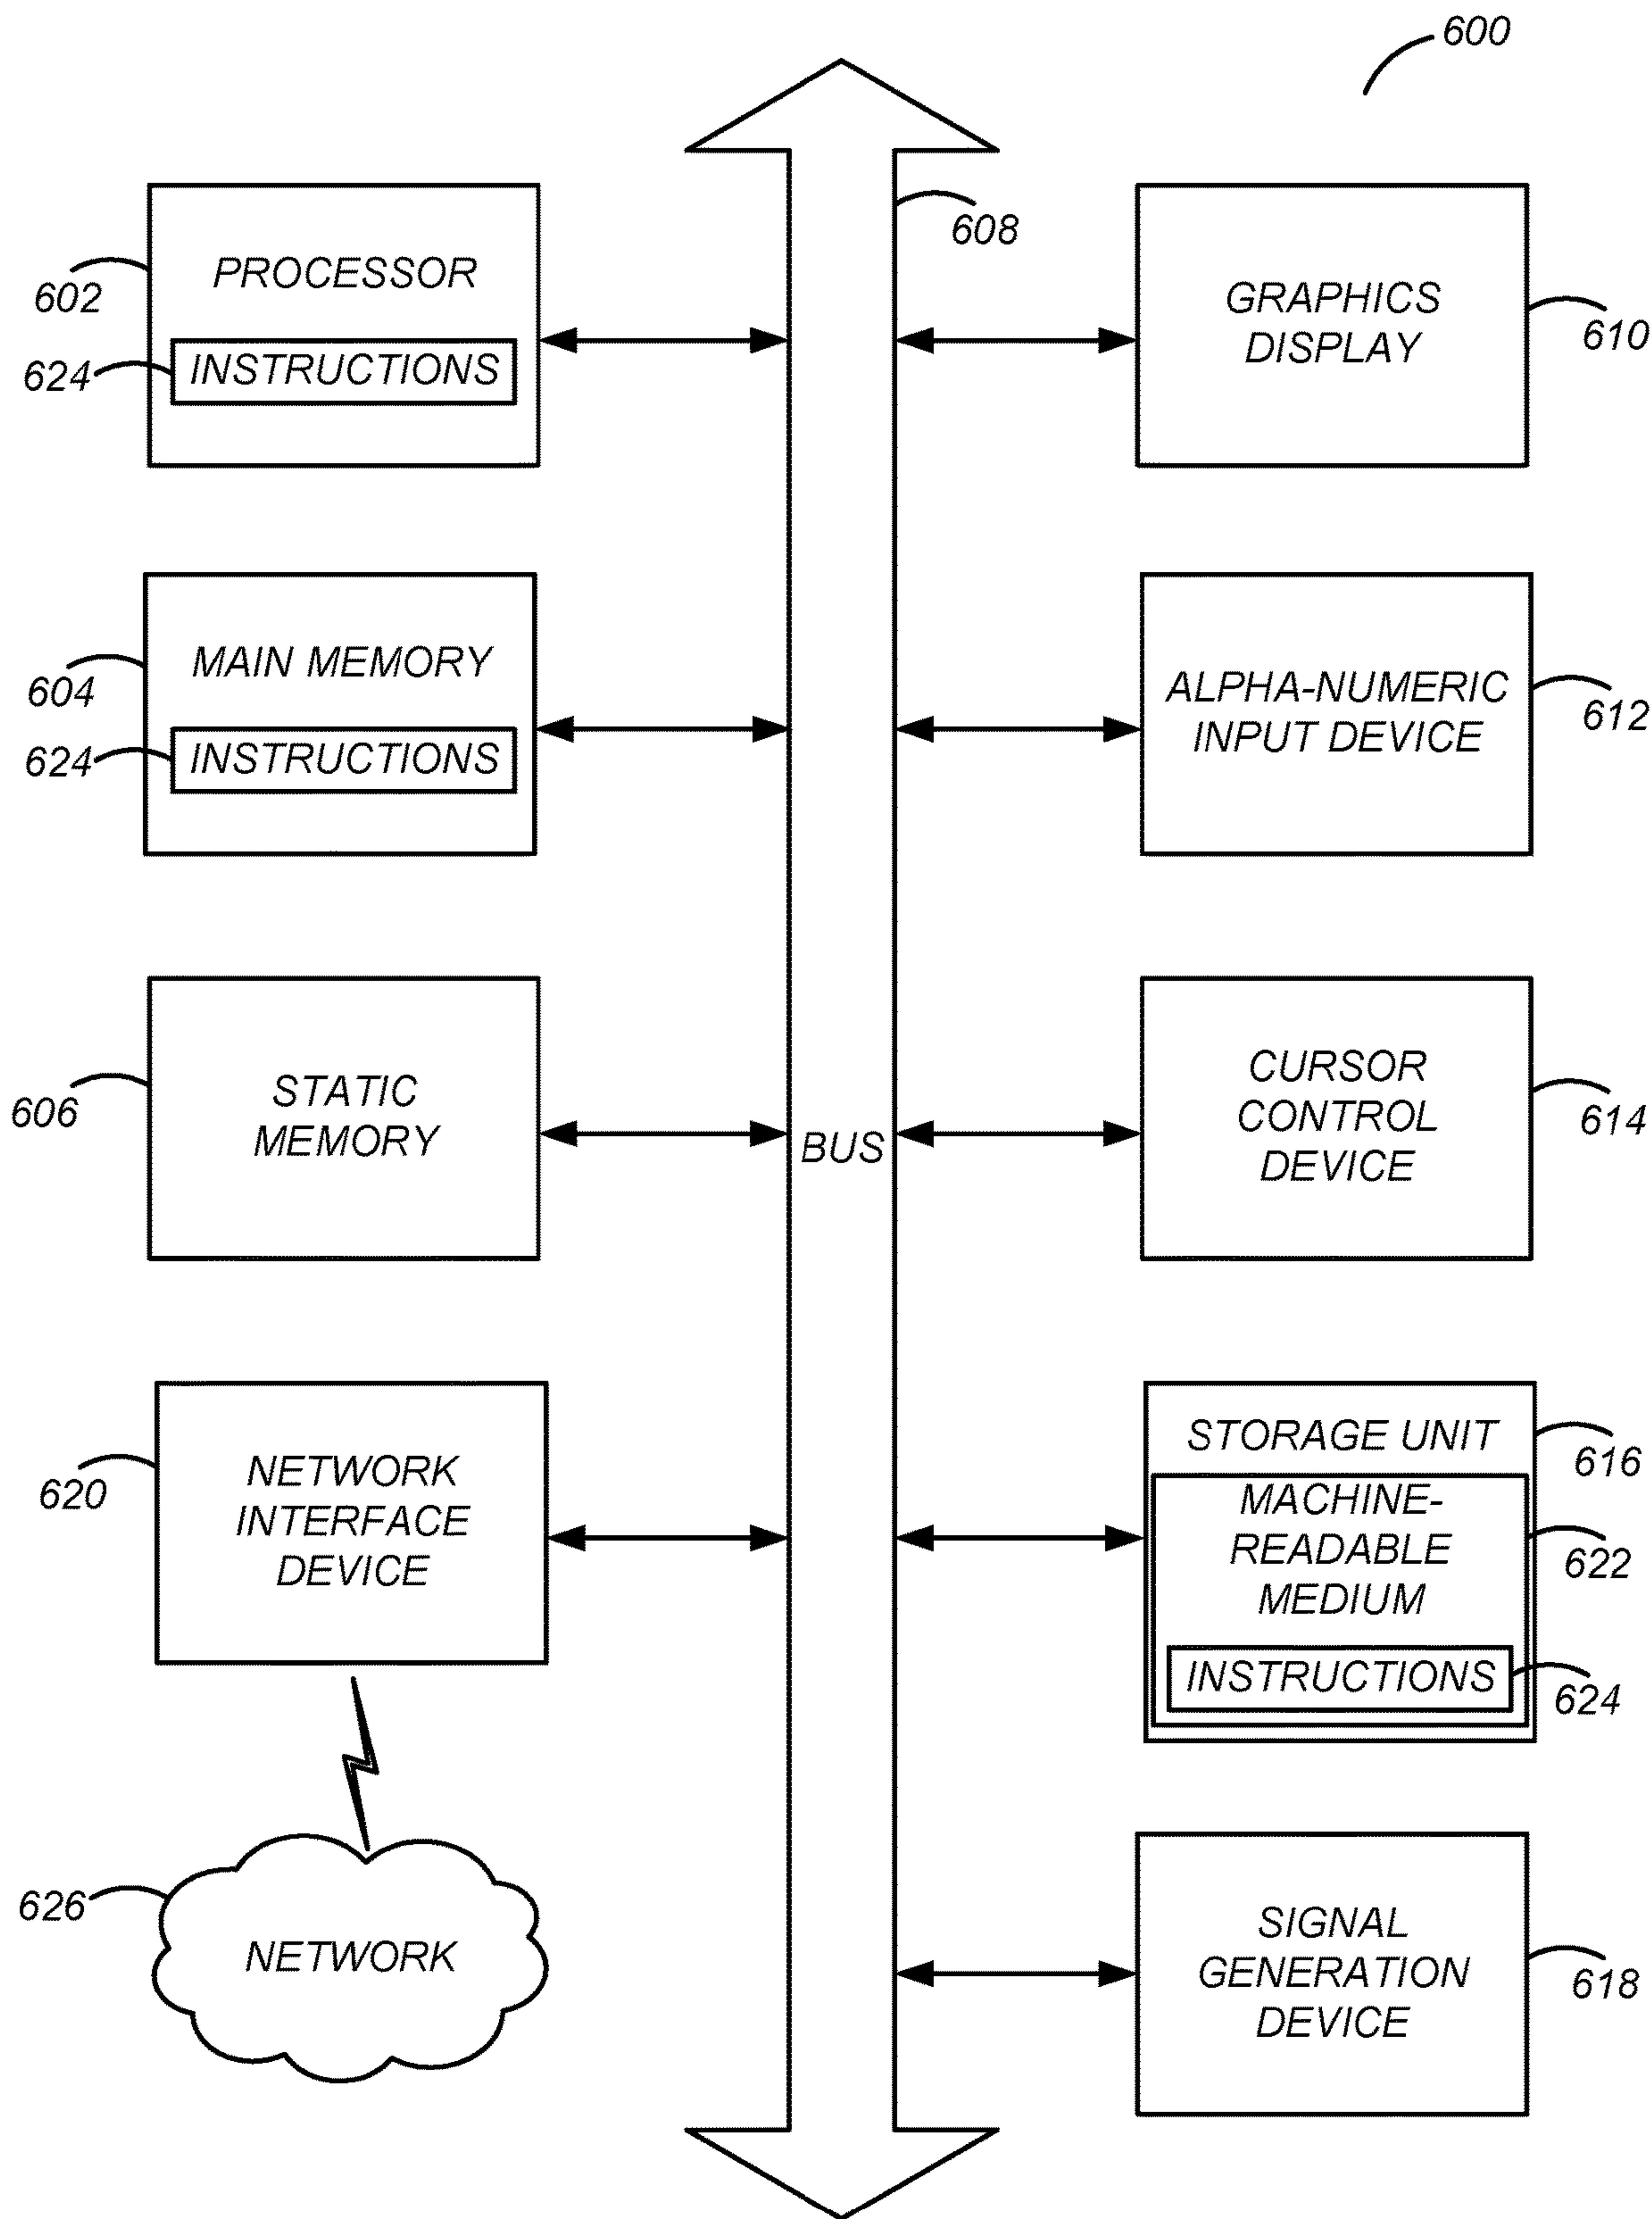 600
608
PROCESSOR
602
INSTRUCTIONS
624
GRAPHICS
DISPLAY
610
MAIN MEMORY
604
INSTRUCTIONS
624
ALPHA-NUMERIC
INPUT DEVICE
612
STATIC
MEMORY
606
BUS
CURSOR
CONTROL
DEVICE
614
NETWORK
INTERFACE
DEVICE
620
STORAGE UNIT
616
MACHINE-
READABLE
MEDIUM
622
INSTRUCTIONS
624
626
NETWORK
SIGNAL
GENERATION
DEVICE
618